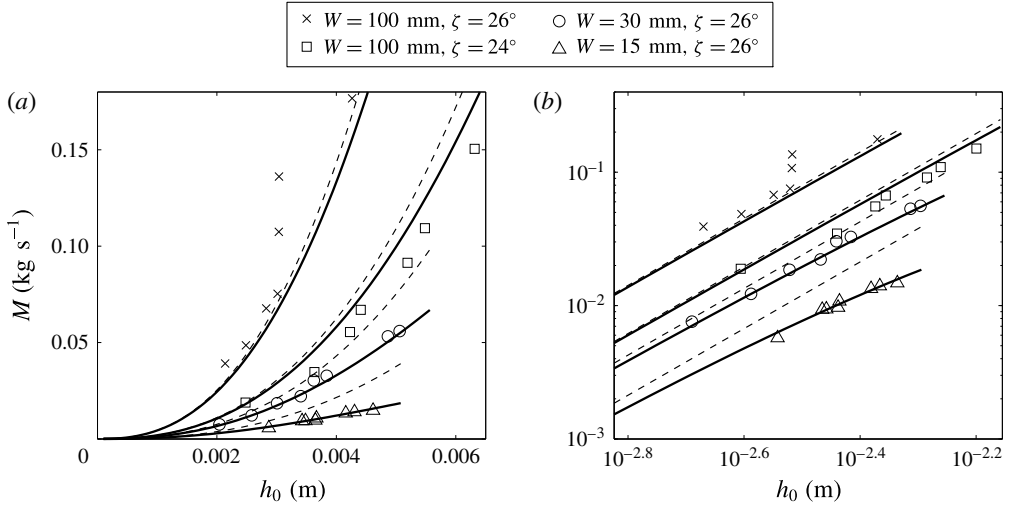 × W = 100 mm, ζ = 26° ○ W = 30 mm, ζ = 26°
□ W = 100 mm, ζ = 24° △ W = 15 mm, ζ = 26°
(a) (b)
0.15
0.10
0.05
0 0.002 0.004 0.006
M (kg s⁻¹)
h₀ (m)
10⁻¹
10⁻²
10⁻³
10⁻²·⁸ 10⁻²·⁶ 10⁻²·⁴ 10⁻²·²
h₀ (m)